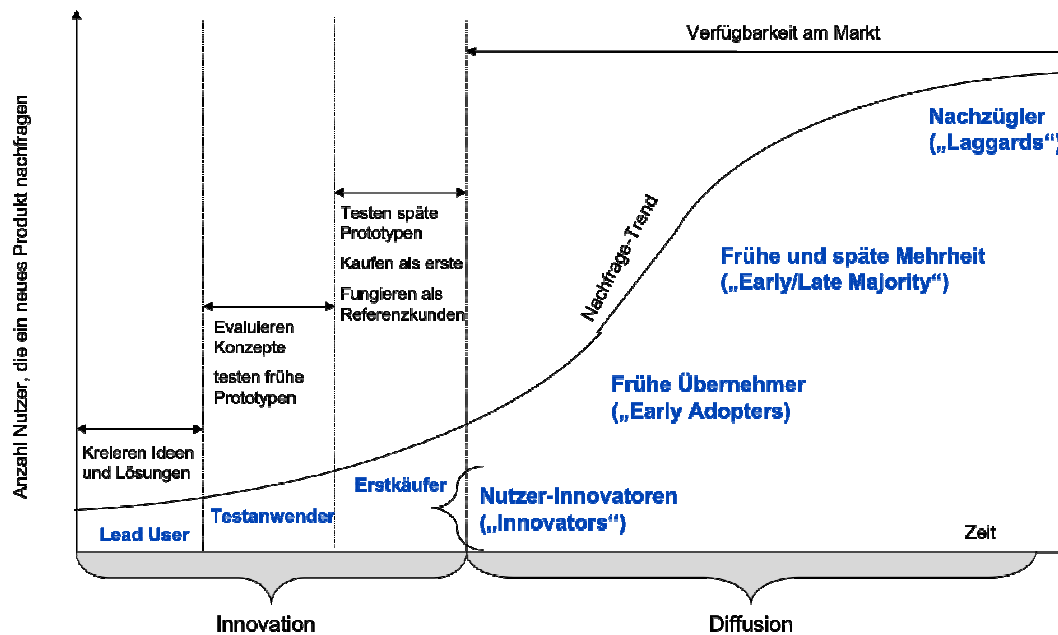 Verfügbarkeit am Markt
Anzahl Nutzer, die ein neues Produkt nachfragen
Nachzügler
(„Laggards“)
Testen späte
Prototypen
Kaufen als erste
Fungieren als
Referenzkunden
Nachfrage-Trend
Frühe und späte Mehrheit
(„Early/Late Majority“)
Evaluieren
Konzepte
testen frühe
Prototypen
Frühe Übernehmer
(„Early Adopters)
Kreieren Ideen
und Lösungen
Erstkäufer
Nutzer-Innovatoren
(„Innovators“)
Testanwender
Lead User
Zeit
Innovation
Diffusion